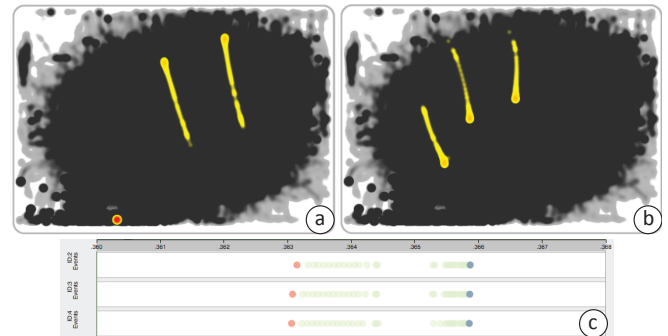 a
b
.360 .361 .362 .363 .364 .365 .366 .367 .368
ID:2
Events
ID:3
Events
ID:4
Events
c